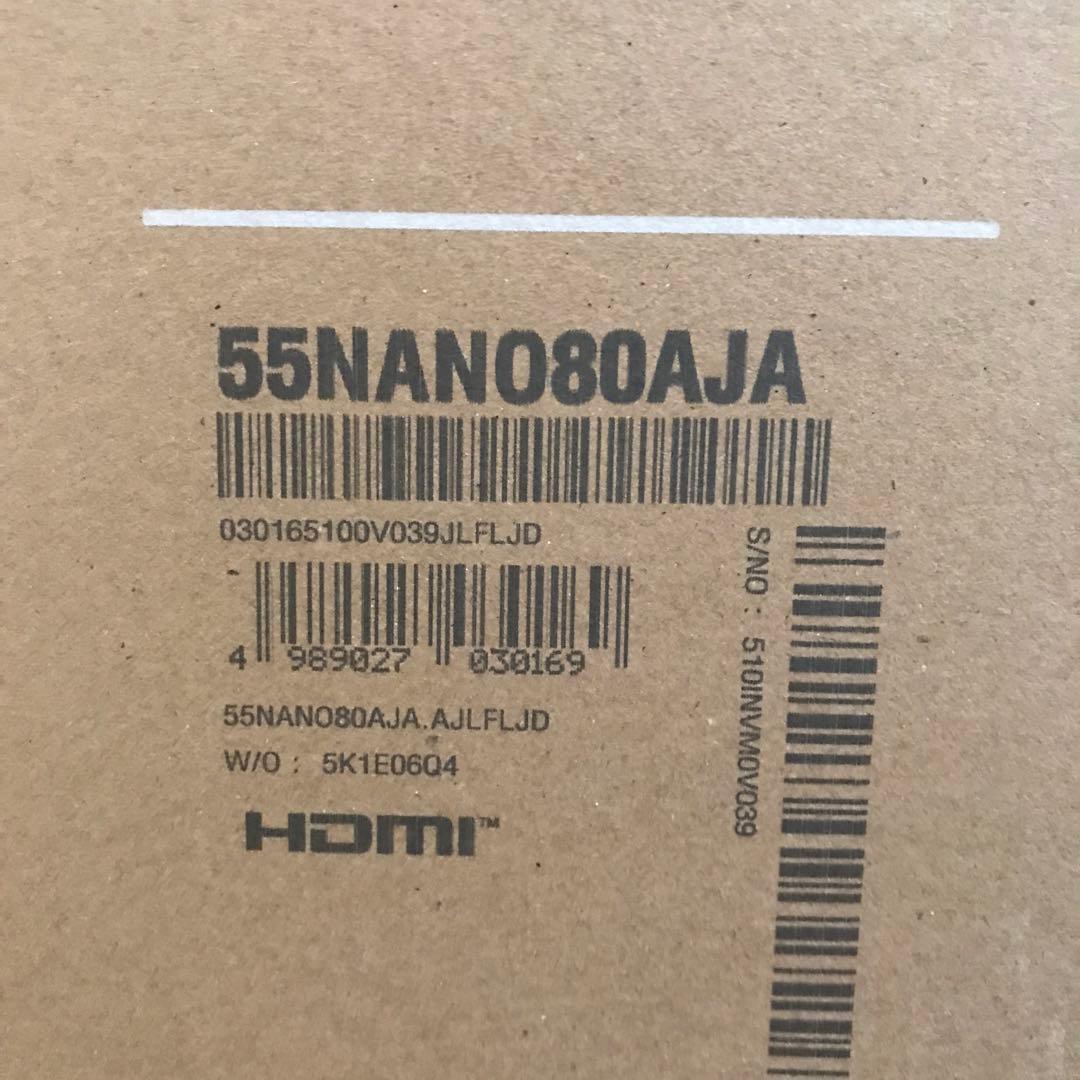 55NANO80AJA
030165100V039JLFLJD
4 989027 030169
55NANO80AJA.AJLFLJD
W/O : 5K1E06Q4
HDMI™
S/NO : 510INVM0V039